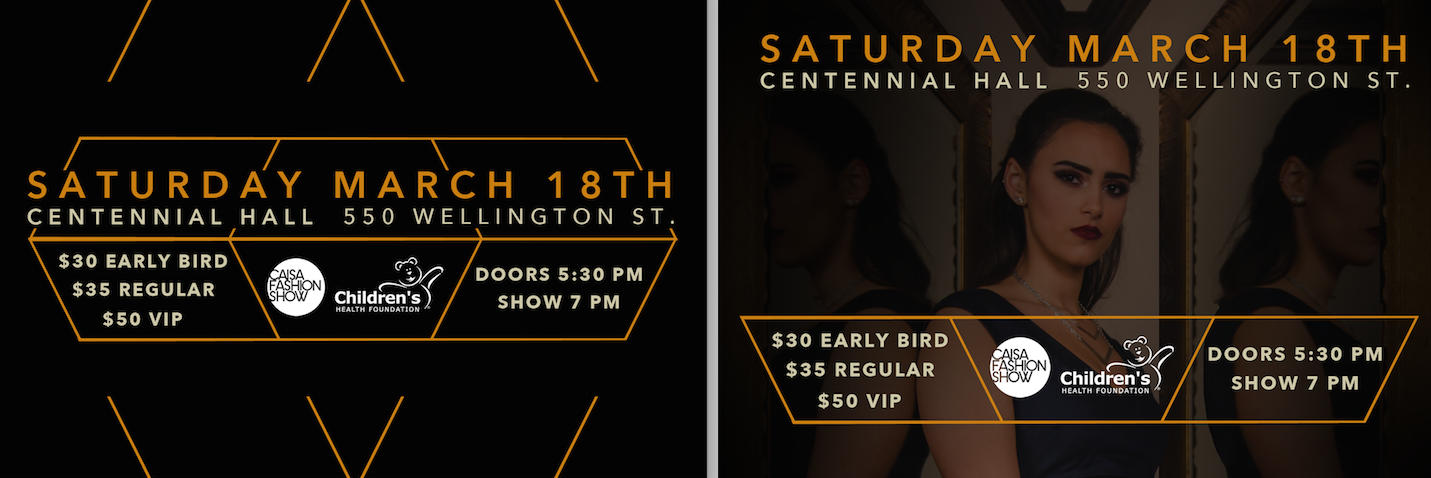 SATURDAY MARCH 18TH
CENTENNIAL HALL 550 WELLINGTON ST.
$30 EARLY BIRD
$35 REGULAR
$50 VIP
CAISA
FASHION
SHOW
Children's
HEALTH FOUNDATION
DOORS 5:30 PM
SHOW 7 PM
SATURDAY MARCH 18TH
CENTENNIAL HALL 550 WELLINGTON ST.
$30 EARLY BIRD
$35 REGULAR
$50 VIP
CAISA
FASHION
SHOW
Children's
HEALTH FOUNDATION
DOORS 5:30 PM
SHOW 7 PM